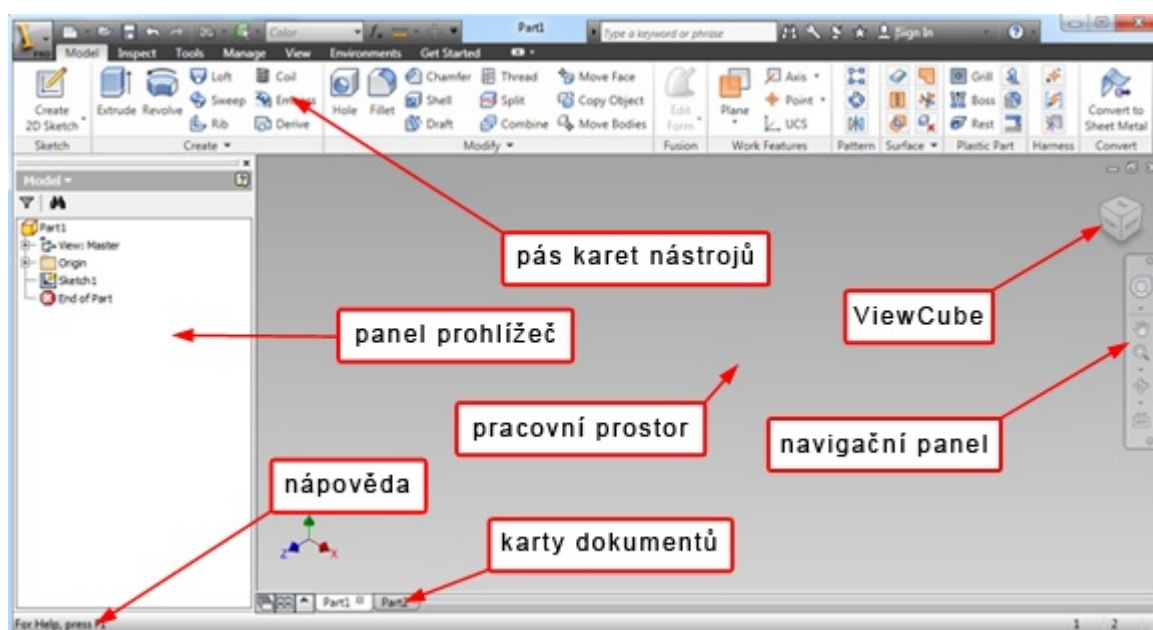 PRO
Color
Part1
Type a keyword or phrase
Sign In
Model Inspect Tools Manage View Environments Get Started
Create 2D Sketch
Extrude Revolve
Loft
Sweep
Rib
Coil
Emboss
Derive
Hole Fillet
Chamfer
Shell
Draft
Thread
Split
Combine
Move Face
Copy Object
Move Bodies
Edit Form
Plane
Axis
Point
UCS
Grill
Boss
Rest
Convert to Sheet Metal
Sketch Create Modify Fusion Work Features Pattern Surface Plastic Part Harness Convert
Model
Part1
View: Master
Origin
Sketch1
End of Part
pás karet nástrojů
ViewCube
panel prohlížeč
pracovní prostor
navigační panel
nápověda
karty dokumentů
Z X
Part1 Part2
For Help, press F1
1 2